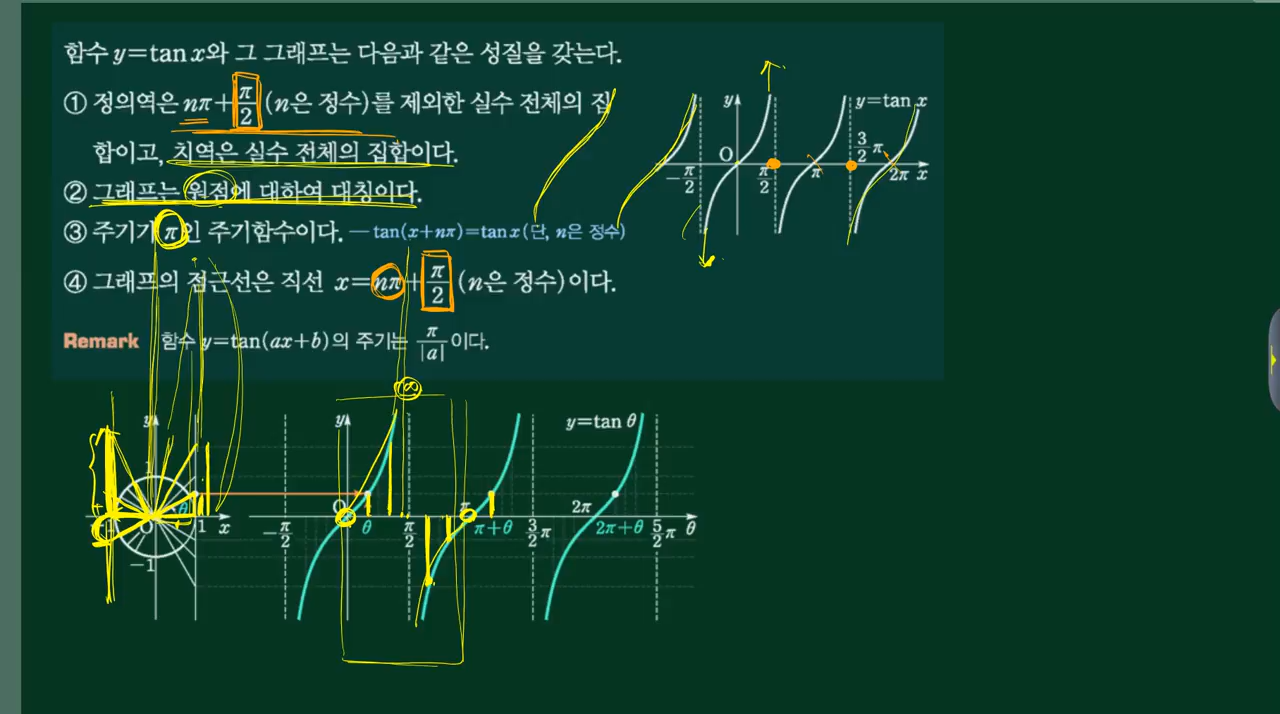 함수 y=tan x와 그 그래프는 다음과 같은 성질을 갖는다.
① 정의역은 nπ+π/2 (n은 정수)를 제외한 실수 전체의 집
합이고, 치역은 실수 전체의 집합이다.
② 그래프는 원점에 대하여 대칭이다.
③ 주기가 π인 주기함수이다. — tan(x+nπ)=tan x (단, n은 정수)
④ 그래프의 점근선은 직선 x=nπ+π/2 (n은 정수)이다.
Remark 함수 y=tan(ax+b)의 주기는 π/|a| 이다.
y y=tan x
O
-π/2 π/2 π 3/2 π 2π x
y y y=tan θ
1
θ O 2π
O 1 x -π/2 θ π/2 π π+θ 3/2 π 2π+θ 5/2 π θ
-1
∞